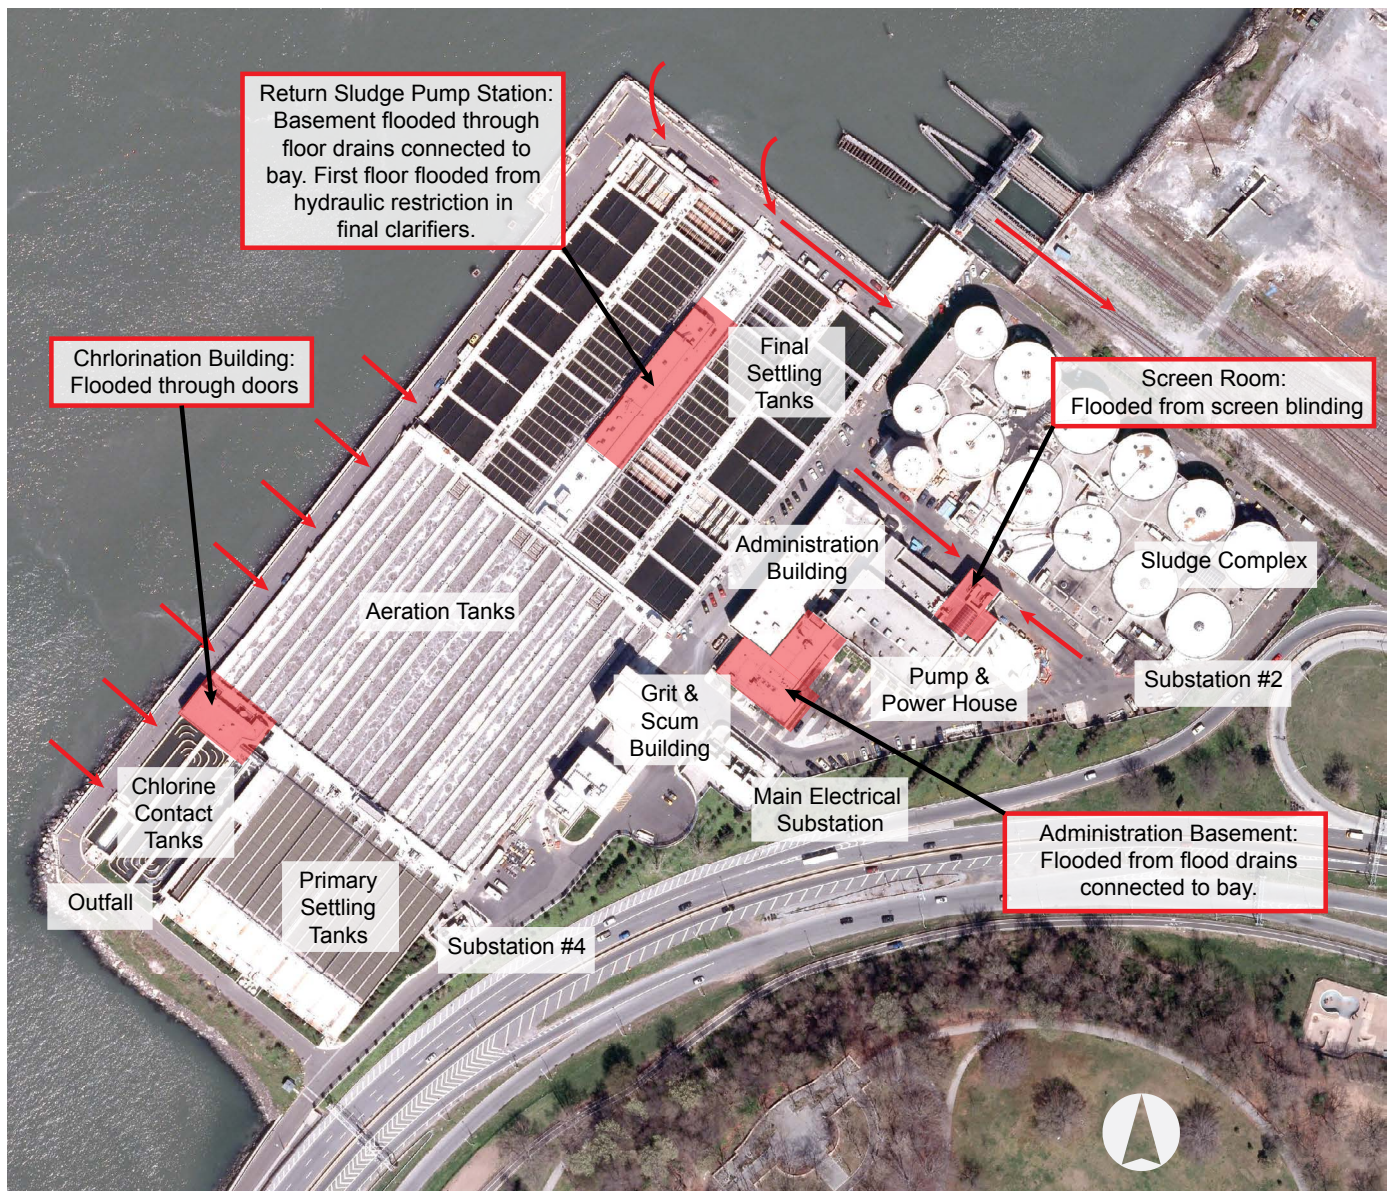 Return Sludge Pump Station:
Basement flooded through
floor drains connected to
bay. First floor flooded from
hydraulic restriction in
final clarifiers.
Chrlorination Building:
Flooded through doors
Final
Settling
Tanks
Screen Room:
Flooded from screen blinding
Administration
Building
Sludge Complex
Aeration Tanks
Grit &
Scum
Building
Pump &
Power House
Substation #2
Chlorine
Contact
Tanks
Main Electrical
Substation
Administration Basement:
Flooded from flood drains
connected to bay.
Outfall
Primary
Settling
Tanks
Substation #4